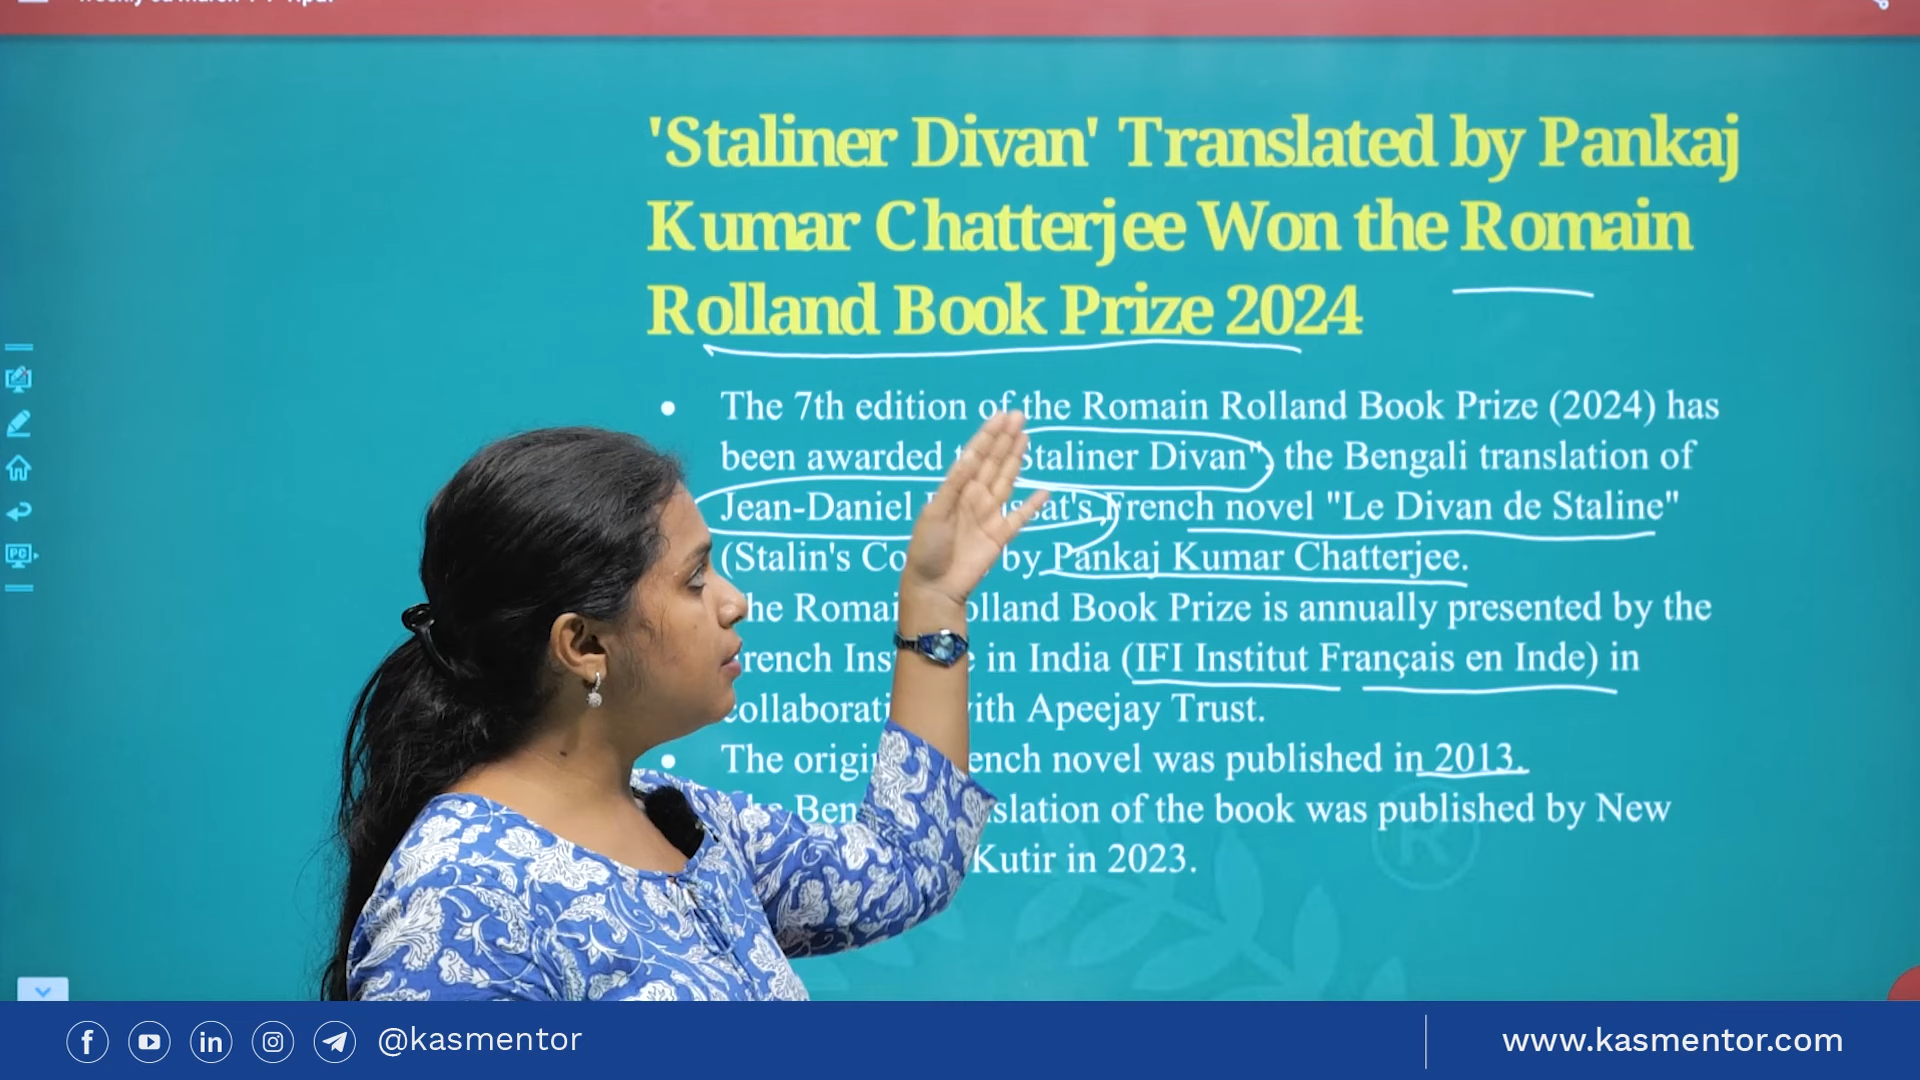 'Staliner Divan' Translated by Pankaj
Kumar Chatterjee Won the Romain
Rolland Book Prize 2024
The 7th edition of the Romain Rolland Book Prize (2024) has
been awarded Staliner Divan", the Bengali translation of
Jean-Daniel French novel "Le Divan de Staline"
(Stalin's by Pankaj Kumar Chatterjee.
Book Prize is annually presented by the
in India (IFI Institut Français en Inde) in
Apeejay Trust.
The novel was published in 2013.
of the book was published by New
Kutir in 2023.
@kasmentor
www.kasmentor.com